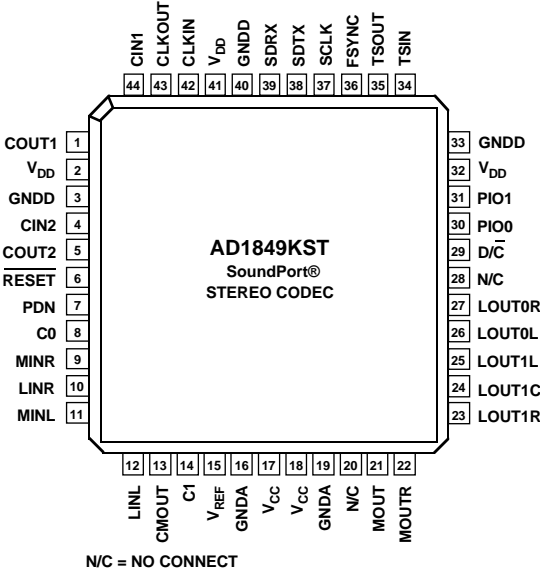 CIN1 CLKOUT CLKIN VDD GNDD SDRX SDTX SCLK FSYNC TSOUT TSIN
44 43 42 41 40 39 38 37 36 35 34
COUT1 1
VDD 2
GNDD 3
CIN2 4
COUT2 5
RESET 6
PDN 7
C0 8
MINR 9
LINR 10
MINL 11
AD1849KST
SoundPort®
STEREO CODEC
33 GNDD
32 VDD
31 PIO1
30 PIO0
29 D/C̅
28 N/C
27 LOUT0R
26 LOUT0L
25 LOUT1L
24 LOUT1C
23 LOUT1R
12 13 14 15 16 17 18 19 20 21 22
LINL CMOUT C1 VREF GNDA VCC VCC GNDA N/C MOUT MOUTR
N/C = NO CONNECT